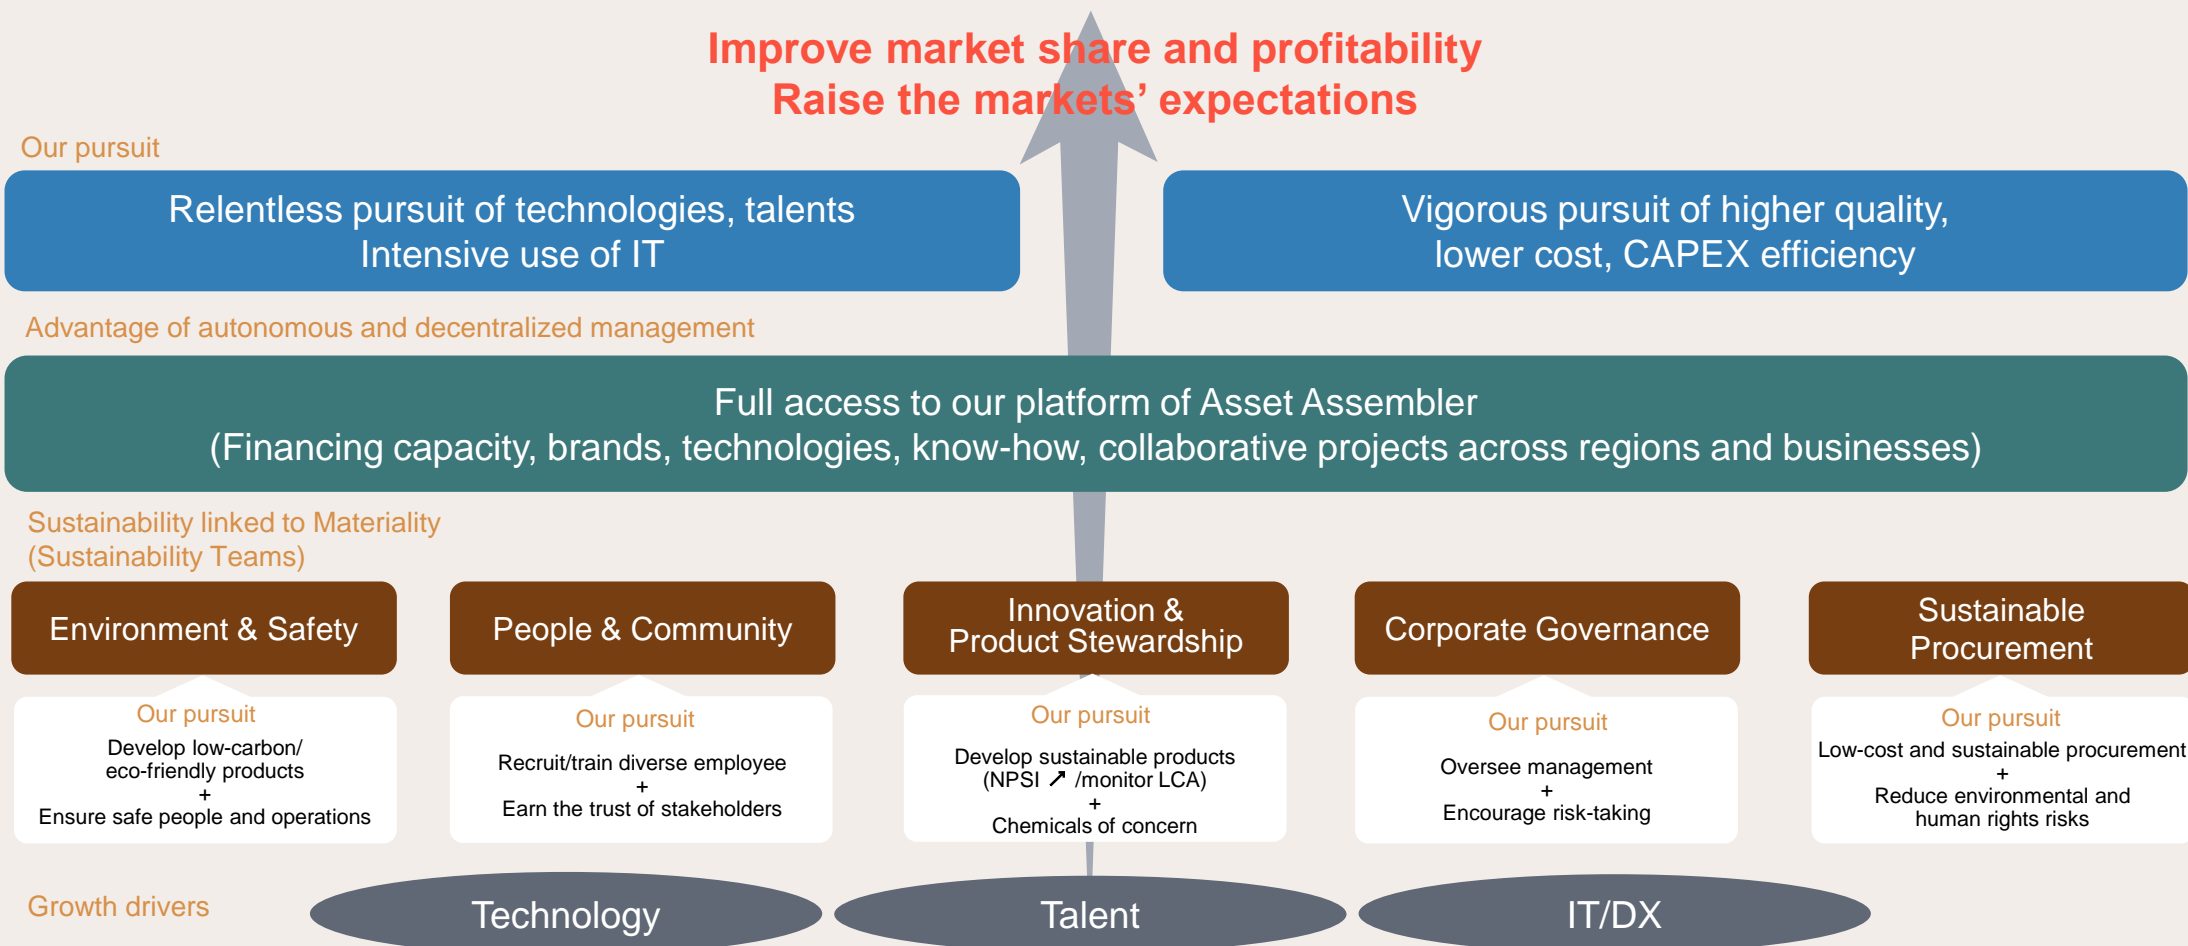 Improve market share and profitability
Raise the markets’ expectations
Our pursuit
Relentless pursuit of technologies, talents
Intensive use of IT
Vigorous pursuit of higher quality,
lower cost, CAPEX efficiency
Advantage of autonomous and decentralized management
Full access to our platform of Asset Assembler
(Financing capacity, brands, technologies, know-how, collaborative projects across regions and businesses)
Sustainability linked to Materiality
(Sustainability Teams)
Environment & Safety
Our pursuit
Develop low-carbon/
eco-friendly products
+
Ensure safe people and operations
People & Community
Our pursuit
Recruit/train diverse employee
+
Earn the trust of stakeholders
Innovation &
Product Stewardship
Our pursuit
Develop sustainable products
(NPSI ↗ /monitor LCA)
+
Chemicals of concern
Corporate Governance
Our pursuit
Oversee management
+
Encourage risk-taking
Sustainable
Procurement
Our pursuit
Low-cost and sustainable procurement
+
Reduce environmental and
human rights risks
Growth drivers
Technology
Talent
IT/DX